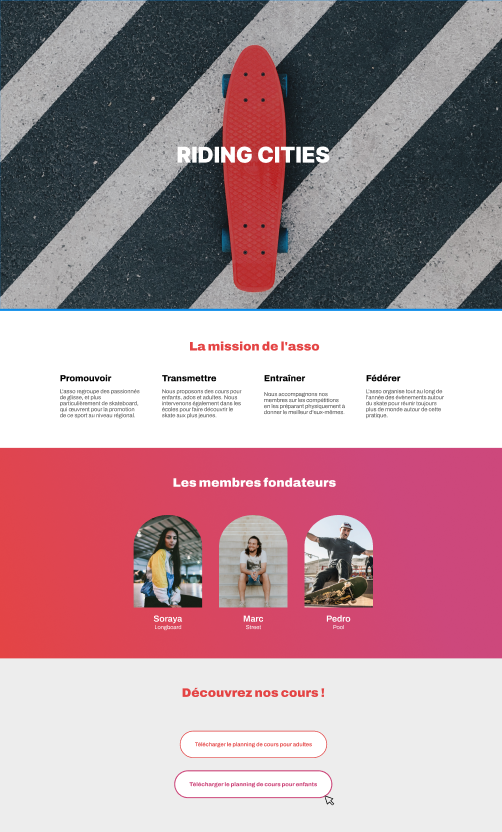 RIDING CITIES
La mission de l'asso
Promouvoir
L'asso regroupe des passionnés
de glisse, et plus
particulièrement de skateboard,
qui œuvrent pour la promotion
de ce sport au niveau régional.
Transmettre
Nous proposons des cours pour
enfants, ados et adultes. Nous
intervenons également dans les
écoles pour faire découvrir le
skate aux plus jeunes.
Entraîner
Nous accompagnons nos
membres sur les compétitions
en les préparant physiquement à
donner le meilleur d'eux-mêmes.
Fédérer
L'asso organise tout au long de
l'année des évènements autour
du skate pour réunir toujours
plus de monde autour de cette
pratique.
Les membres fondateurs
Soraya
Longboard
Marc
Street
Pedro
Pool
Découvrez nos cours !
Télécharger le planning de cours pour adultes
Télécharger le planning de cours pour enfants